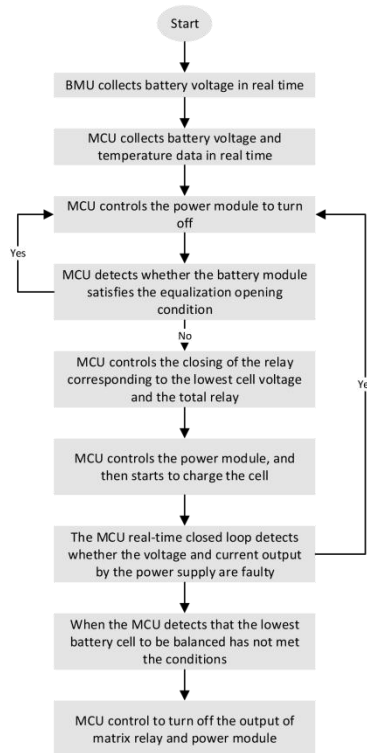 Start
BMU collects battery voltage in real time
MCU collects battery voltage and
temperature data in real time
MCU controls the power module to turn
off
Yes
MCU detects whether the battery module
satisfies the equalization opening
condition
No
MCU controls the closing of the relay
corresponding to the lowest cell voltage
and the total relay
Ye
MCU controls the power module, and
then starts to charge the cell
The MCU real-time closed loop detects
whether the voltage and current output
by the power supply are faulty
When the MCU detects that the lowest
battery cell to be balanced has not met
the conditions
MCU control to turn off the output of
matrix relay and power module